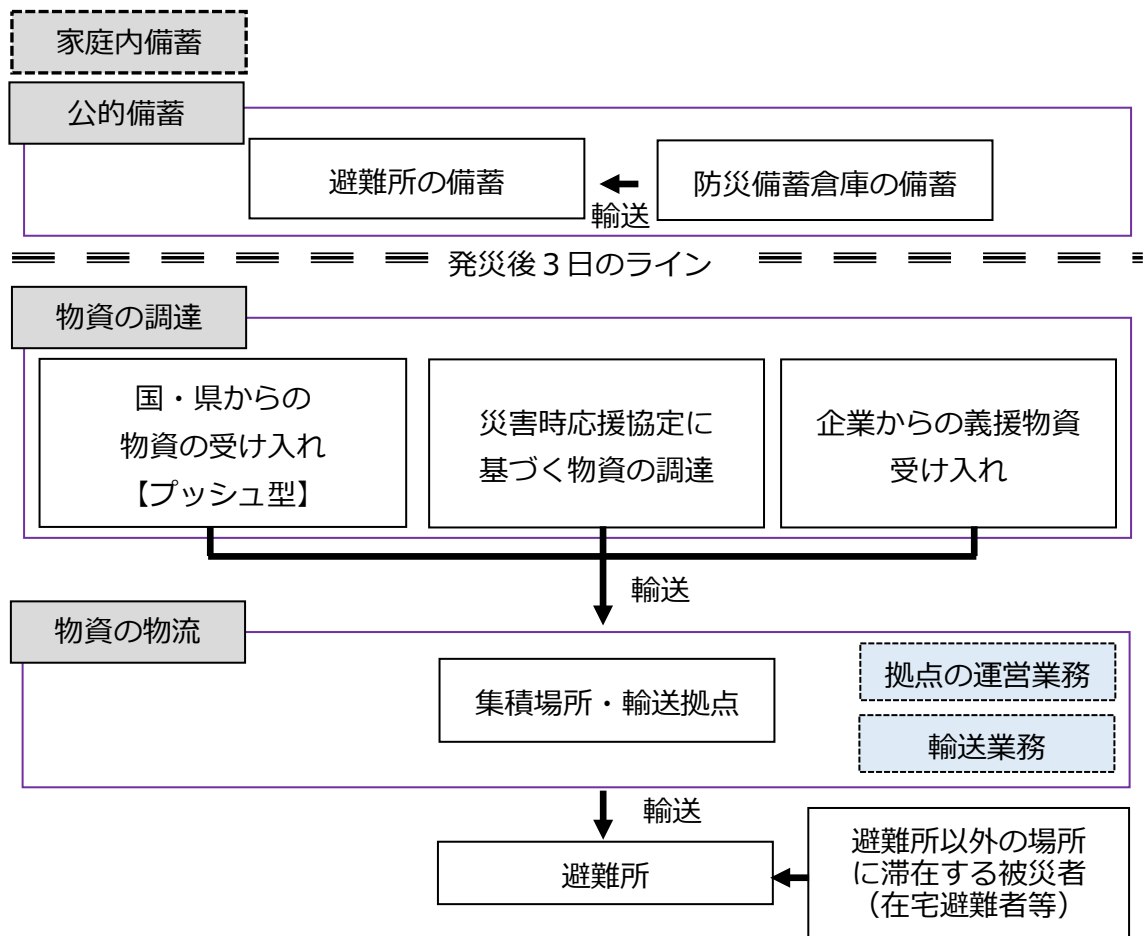 家庭内備蓄
公的備蓄
避難所の備蓄
輸送
防災備蓄倉庫の備蓄
発災後３日のライン
物資の調達
国・県からの
物資の受け入れ
【プッシュ型】
災害時応援協定に
基づく物資の調達
企業からの義援物資
受け入れ
輸送
物資の物流
集積場所・輸送拠点
拠点の運営業務
輸送業務
輸送
避難所
避難所以外の場所
に滞在する被災者
（在宅避難者等）